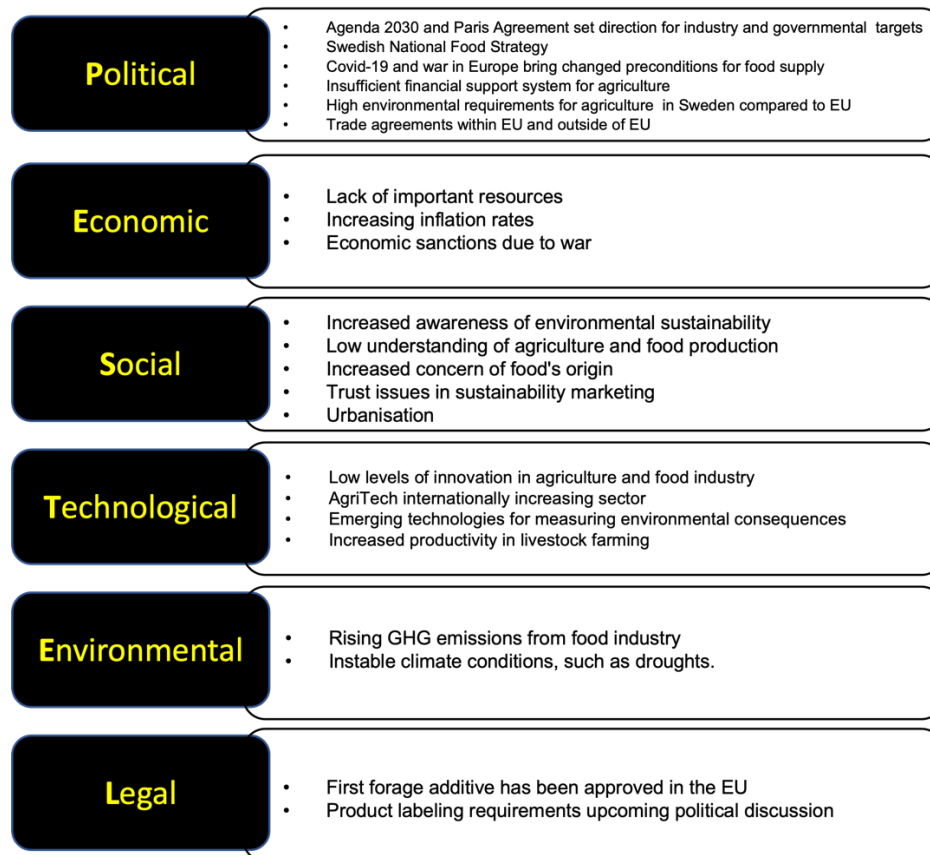 Political
• Agenda 2030 and Paris Agreement set direction for industry and governmental targets
• Swedish National Food Strategy
• Covid-19 and war in Europe bring changed preconditions for food supply
• Insufficient financial support system for agriculture
• High environmental requirements for agriculture in Sweden compared to EU
• Trade agreements within EU and outside of EU
Economic
• Lack of important resources
• Increasing inflation rates
• Economic sanctions due to war
Social
• Increased awareness of environmental sustainability
• Low understanding of agriculture and food production
• Increased concern of food's origin
• Trust issues in sustainability marketing
• Urbanisation
Technological
• Low levels of innovation in agriculture and food industry
• AgriTech internationally increasing sector
• Emerging technologies for measuring environmental consequences
• Increased productivity in livestock farming
Environmental
• Rising GHG emissions from food industry
• Instable climate conditions, such as droughts.
Legal
• First forage additive has been approved in the EU
• Product labeling requirements upcoming political discussion